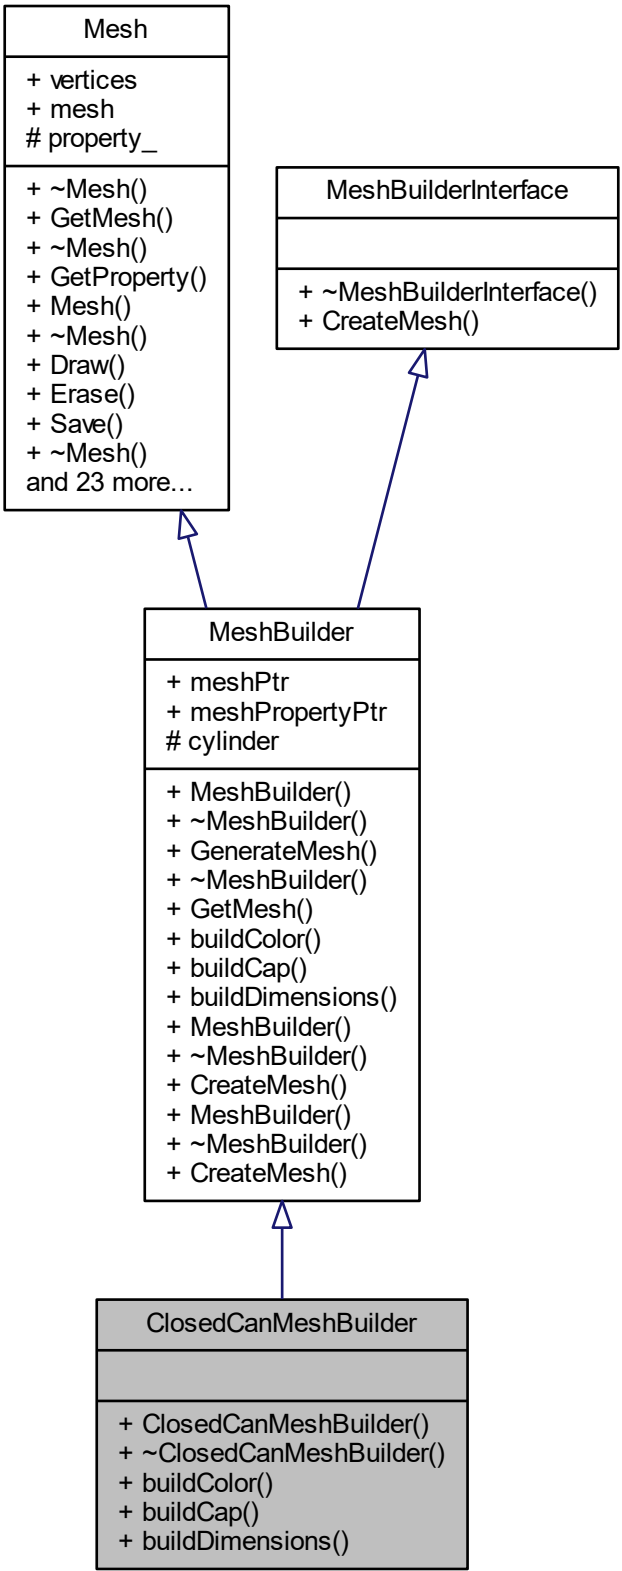 Mesh
+ vertices
+ mesh
# property_
+ ~Mesh()
+ GetMesh()
+ ~Mesh()
+ GetProperty()
+ Mesh()
+ ~Mesh()
+ Draw()
+ Erase()
+ Save()
+ ~Mesh()
and 23 more...
MeshBuilderInterface
+ ~MeshBuilderInterface()
+ CreateMesh()
MeshBuilder
+ meshPtr
+ meshPropertyPtr
# cylinder
+ MeshBuilder()
+ ~MeshBuilder()
+ GenerateMesh()
+ ~MeshBuilder()
+ GetMesh()
+ buildColor()
+ buildCap()
+ buildDimensions()
+ MeshBuilder()
+ ~MeshBuilder()
+ CreateMesh()
+ MeshBuilder()
+ ~MeshBuilder()
+ CreateMesh()
ClosedCanMeshBuilder
+ ClosedCanMeshBuilder()
+ ~ClosedCanMeshBuilder()
+ buildColor()
+ buildCap()
+ buildDimensions()